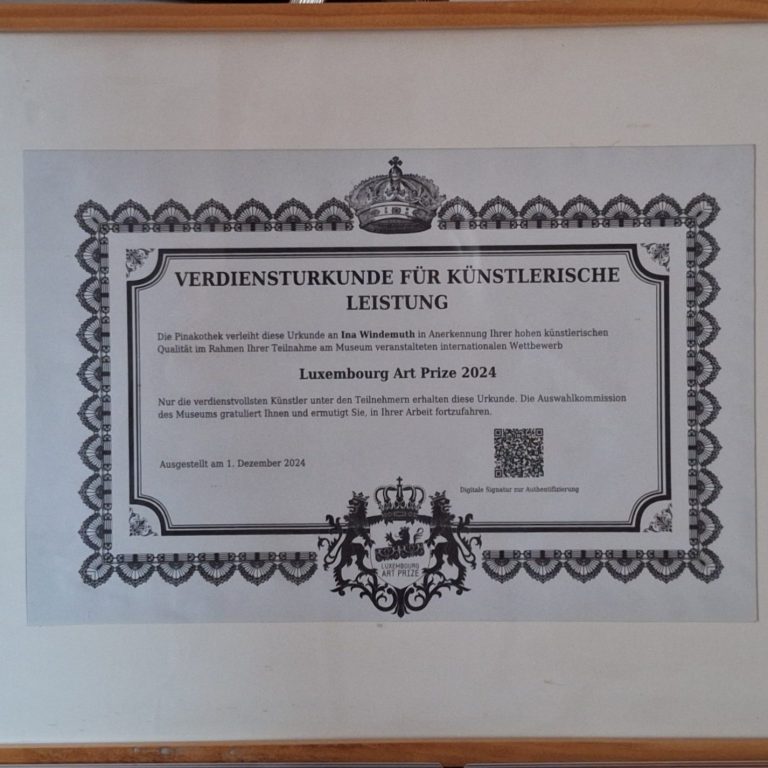 VERDIENSTURKUNDE FÜR KÜNSTLERISCHE
LEISTUNG
Die Pinakothek verleiht diese Urkunde an Ina Windemuth in Anerkennung Ihrer hohen künstlerischen
Qualität im Rahmen Ihrer Teilnahme am Museum veranstalteten internationalen Wettbewerb
Luxembourg Art Prize 2024
Nur die verdienstvollsten Künstler unter den Teilnehmern erhalten diese Urkunde. Die Auswahlkommission
des Museums gratuliert Ihnen und ermutigt Sie, in Ihrer Arbeit fortzufahren.
Ausgestellt am 1. Dezember 2024
Digitale Signatur zur Authentifizierung
LUXEMBOURG
ART PRIZE